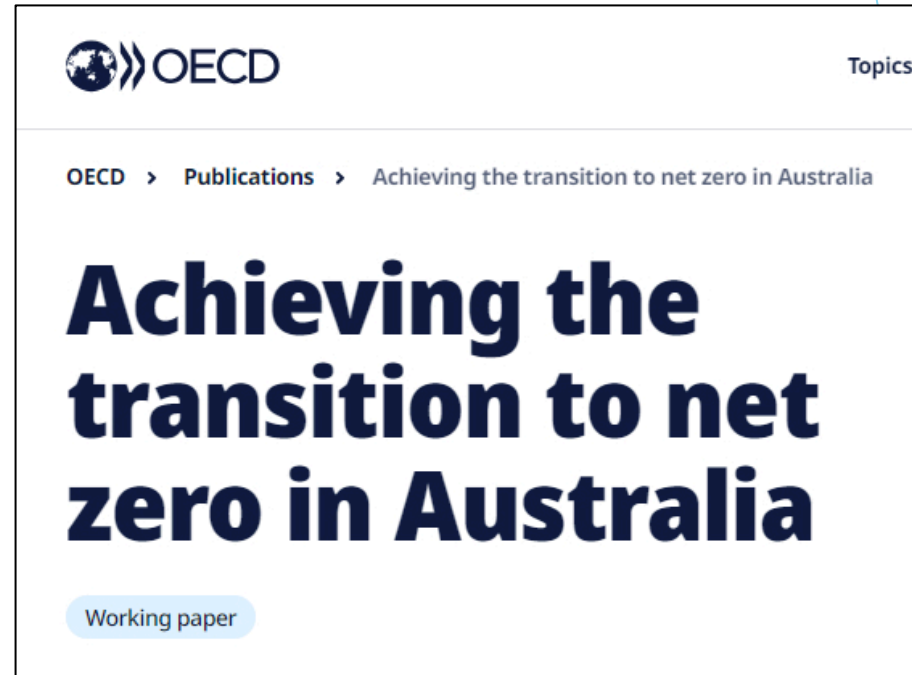 OECD
Topics
OECD > Publications > Achieving the transition to net zero in Australia
Achieving the
transition to net
zero in Australia
Working paper